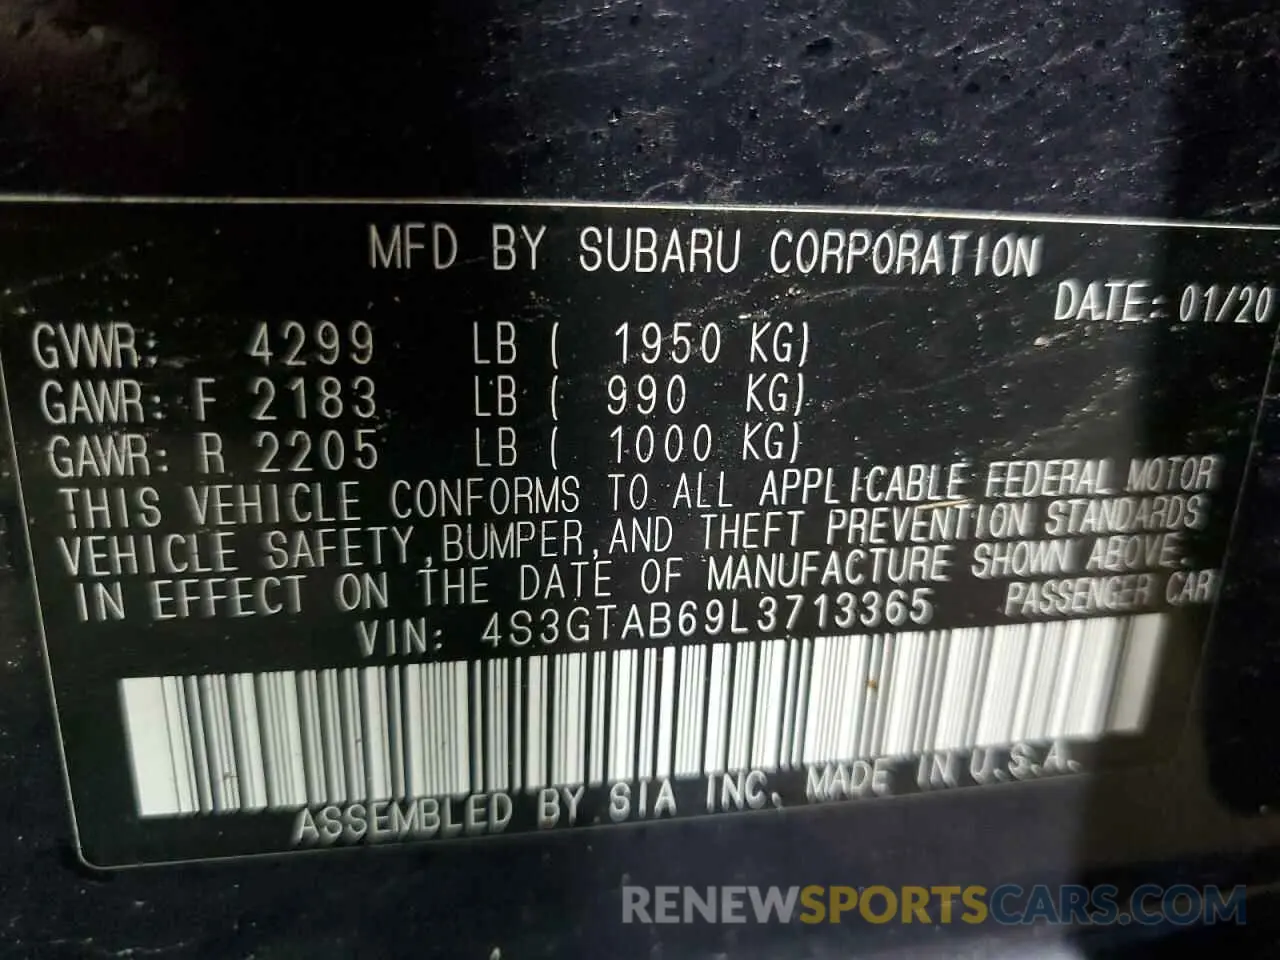 MFD BY SUBARU CORPORATION
DATE: 01/20
GVWR: 4299 LB ( 1950 KG)
GAWR: F 2183 LB ( 990 KG)
GAWR: R 2205 LB ( 1000 KG)
THIS VEHICLE CONFORMS TO ALL APPLICABLE FEDERAL MOTOR
VEHICLE SAFETY, BUMPER, AND THEFT PREVENTION STANDARDS
IN EFFECT ON THE DATE OF MANUFACTURE SHOWN ABOVE.
VIN: 4S3GTAB69L3713365 PASSENGER CAR
ASSEMBLED BY SIA INC. MADE IN U.S.A.
RENEWSPORTSCARS.COM